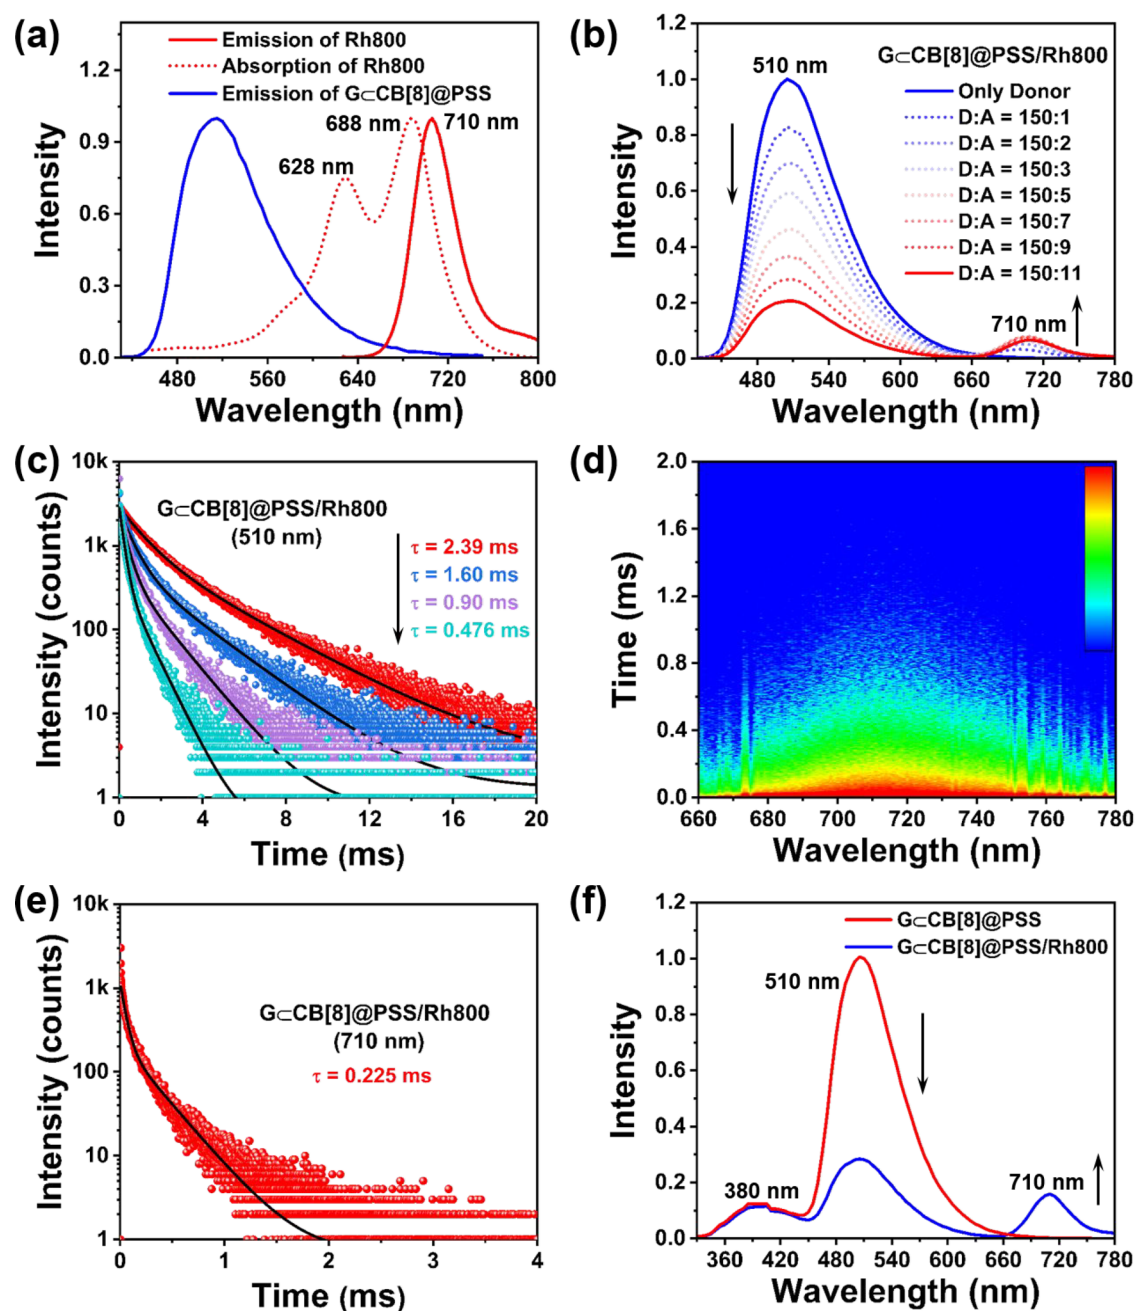 (a)
Emission of Rh800
Absorption of Rh800
Emission of G⊂CB[8]@PSS
688 nm
710 nm
628 nm
Intensity
1.2
0.9
0.6
0.3
0.0
480 560 640 720 800
Wavelength (nm)
(b)
G⊂CB[8]@PSS/Rh800
510 nm
Only Donor
D:A = 150:1
D:A = 150:2
D:A = 150:3
D:A = 150:5
D:A = 150:7
D:A = 150:9
D:A = 150:11
710 nm
Intensity
1.2
1.0
0.8
0.6
0.4
0.2
0.0
480 540 600 660 720 780
Wavelength (nm)
(c)
G⊂CB[8]@PSS/Rh800
(510 nm)
τ = 2.39 ms
τ = 1.60 ms
τ = 0.90 ms
τ = 0.476 ms
Intensity (counts)
10k
1k
100
10
1
0 4 8 12 16 20
Time (ms)
(d)
Time (ms)
2.0
1.6
1.2
0.8
0.4
0.0
660 680 700 720 740 760 780
Wavelength (nm)
(e)
G⊂CB[8]@PSS/Rh800
(710 nm)
τ = 0.225 ms
Intensity (counts)
10k
1k
100
10
1
0 1 2 3 4
Time (ms)
(f)
G⊂CB[8]@PSS
G⊂CB[8]@PSS/Rh800
510 nm
380 nm
710 nm
Intensity
1.2
1.0
0.8
0.6
0.4
0.2
0.0
360 420 480 540 600 660 720 780
Wavelength (nm)